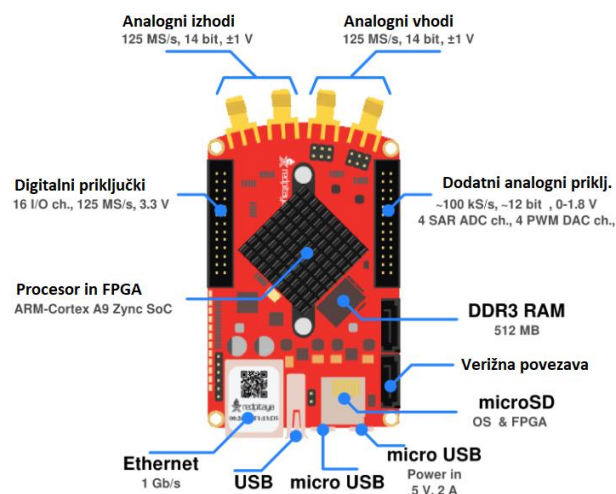 Analogni izhodi
125 MS/s, 14 bit, ±1 V
Analogni vhodi
125 MS/s, 14 bit, ±1 V
redpitaya
Digitalni priključki
16 I/O ch., 125 MS/s, 3.3 V
Dodatni analogni priklj.
~100 kS/s, ~12 bit , 0-1.8 V
4 SAR ADC ch., 4 PWM DAC ch.,
Procesor in FPGA
ARM-Cortex A9 Zync SoC
DDR3 RAM
512 MB
Verižna povezava
redpitaya
microSD
OS & FPGA
Ethernet
1 Gb/s
USB
micro USB
micro USB
Power in
5 V, 2 A